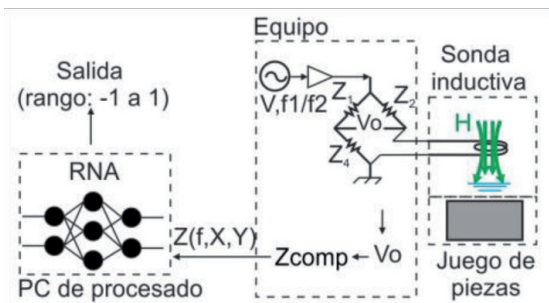 Equipo
Salida
(rango: -1 a 1)
V,f1/f2
Z1
Z2
Vo
Z4
Sonda
inductiva
H
RNA
Z(f,X,Y)
Zcomp
Vo
PC de procesado
Juego de
piezas